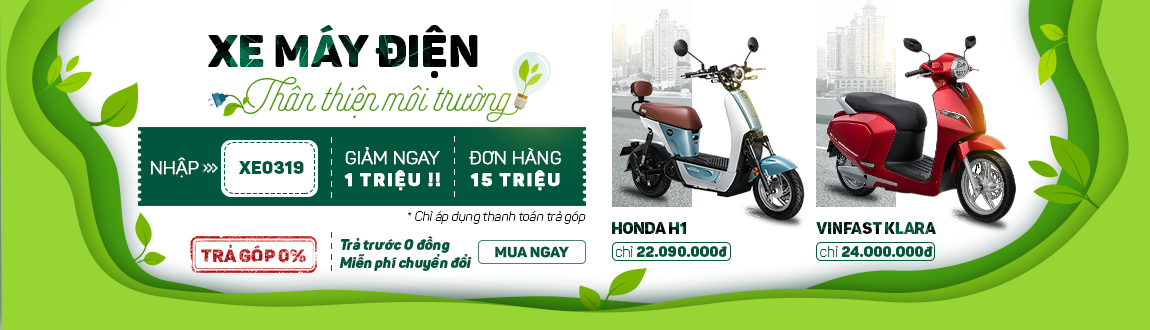 XE MÁY ĐIỆN
Thân thiện môi trường
NHẬP >>> XE0319
GIẢM NGAY
1 TRIỆU !!
ĐƠN HÀNG
15 TRIỆU
* Chỉ áp dụng thanh toán trả góp
TRẢ GÓP 0%
Trả trước 0 đồng
Miễn phí chuyển đổi
MUA NGAY
HONDA H1
chỉ 22.090.000đ
VINFAST KLARA
chỉ 24.000.000đ